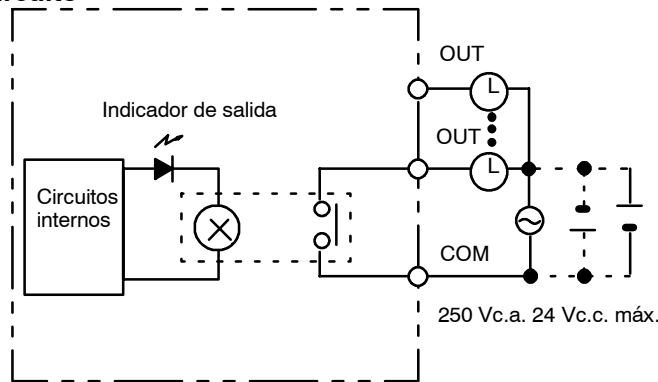 OUT
L
Indicador de salida
OUT
L
Circuitos
internos
COM
250 Vc.a. 24 Vc.c. máx.